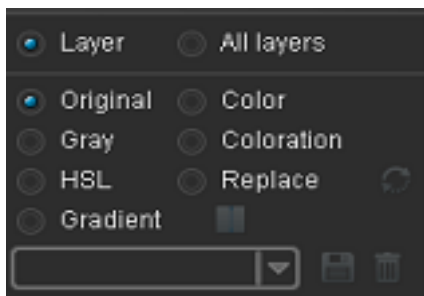 Layer All layers
Original Color
Gray Coloration
HSL Replace
Gradient